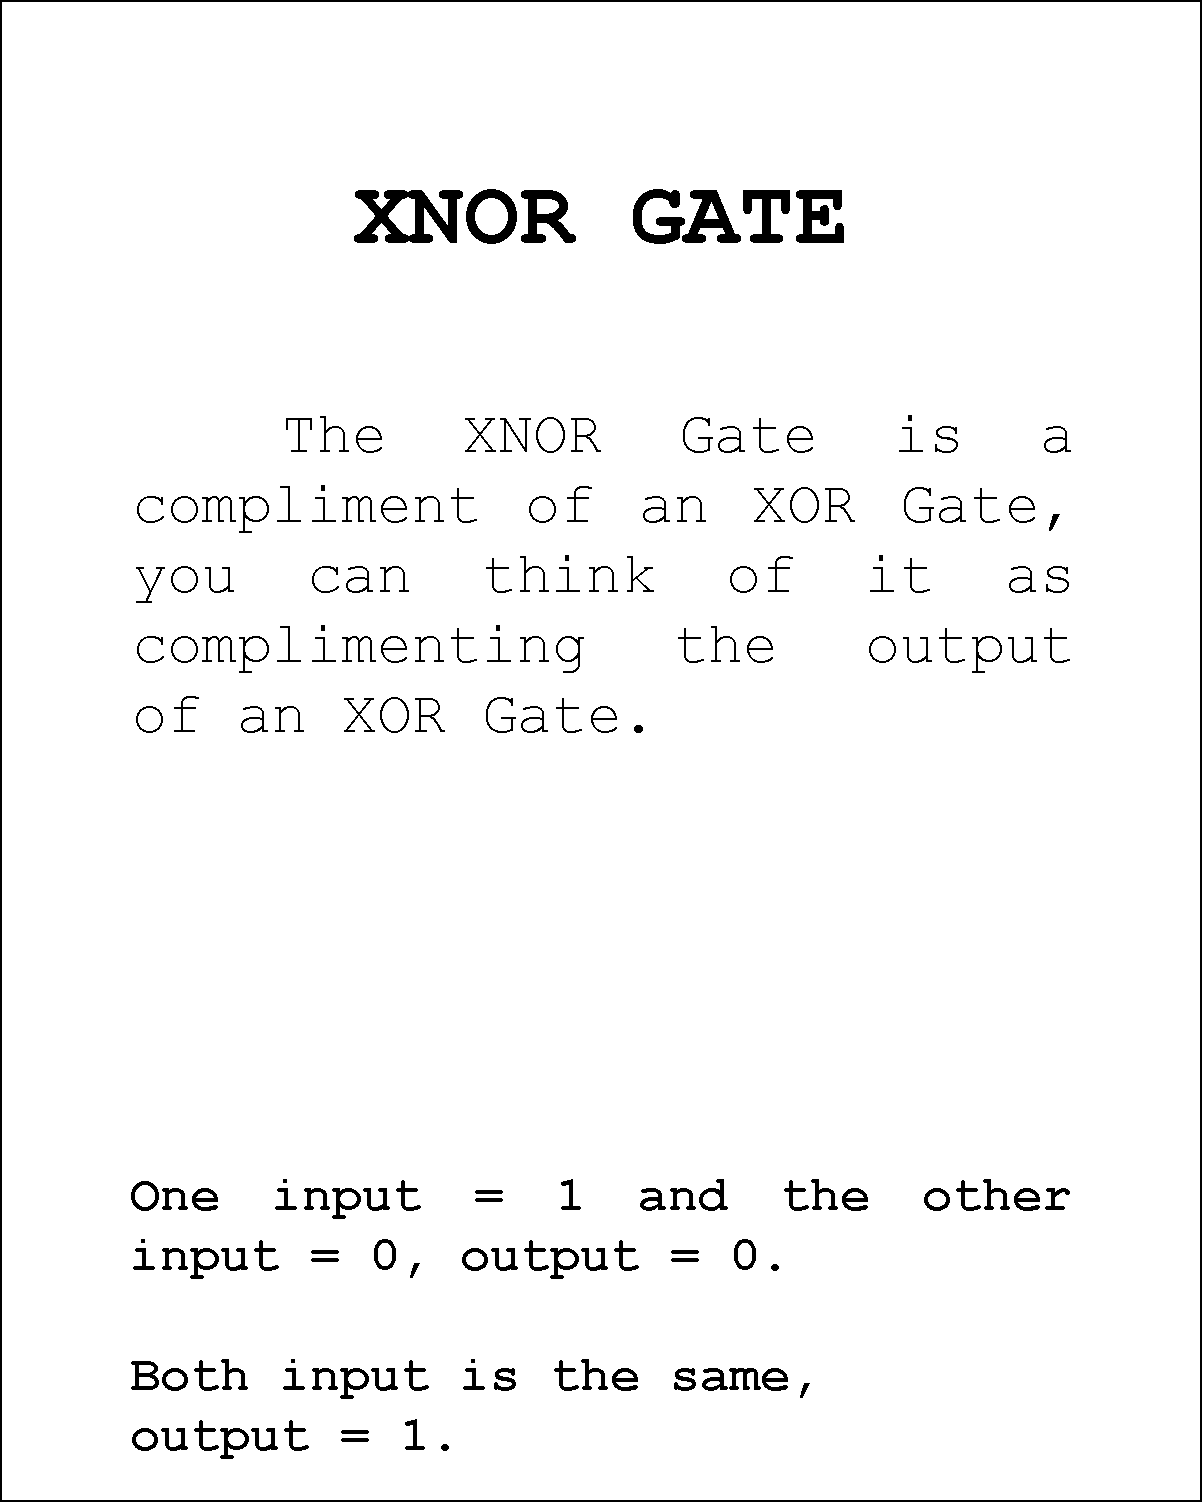 XNOR GATE
The XNOR Gate is a
compliment of an XOR Gate,
you can think of it as
complimenting the output
of an XOR Gate.
One input = 1 and the other
input = 0, output = 0.
Both input is the same,
output = 1.